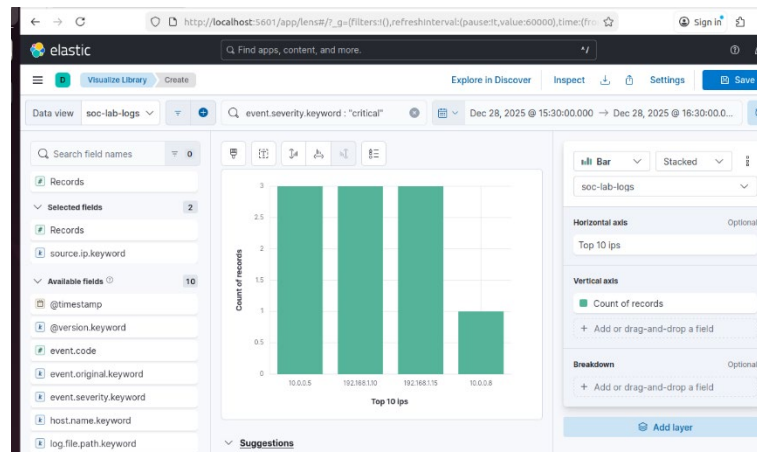 http://localhost:5601/app/lens#/?_g=(filters:!(),refreshInterval:(pause:!t,value:60000),time:(fro
Sign in
elastic
Find apps, content, and more.
^/
D
Visualize Library
Create
Explore in Discover
Inspect
Settings
Save
Data view
soc-lab-logs
event.severity.keyword : "critical"
Dec 28, 2025 @ 15:30:00.000 → Dec 28, 2025 @ 16:30:00.0...
Search field names
0
Records
Selected fields
2
Records
source.ip.keyword
Available fields
10
@timestamp
@version.keyword
event.code
event.original.keyword
event.severity.keyword
host.name.keyword
log.file.path.keyword
Count of records
3
2.5
2
1.5
1
0.5
0
10.0.0.5 192.168.1.10 192.168.1.15 10.0.0.8
Top 10 ips
Suggestions
Bar
Stacked
soc-lab-logs
Horizontal axis
Optional
Top 10 ips
Vertical axis
Count of records
+ Add or drag-and-drop a field
Breakdown
Optional
+ Add or drag-and-drop a field
Add layer